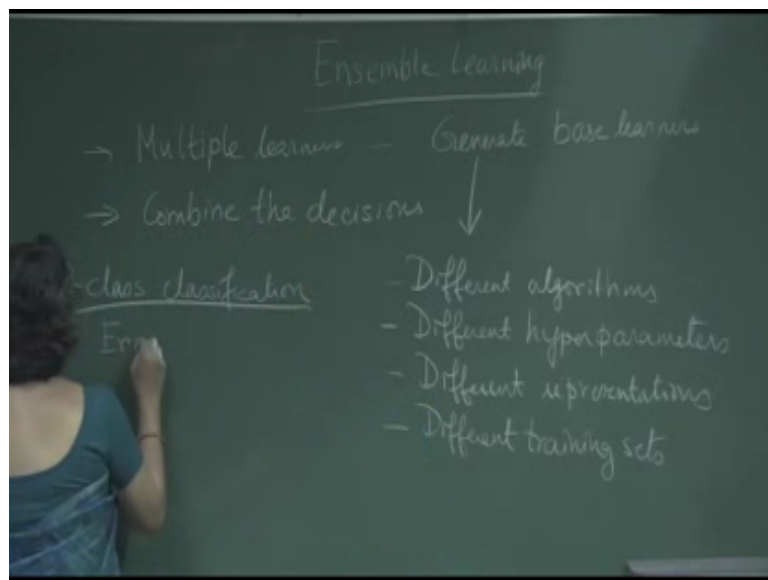 Ensemble Learning
→ Multiple learners - Generate base learners
→ Combine the decisions
-class classification
Err
- Different algorithms
- Different hyperparameters
- Different representations
- Different training sets